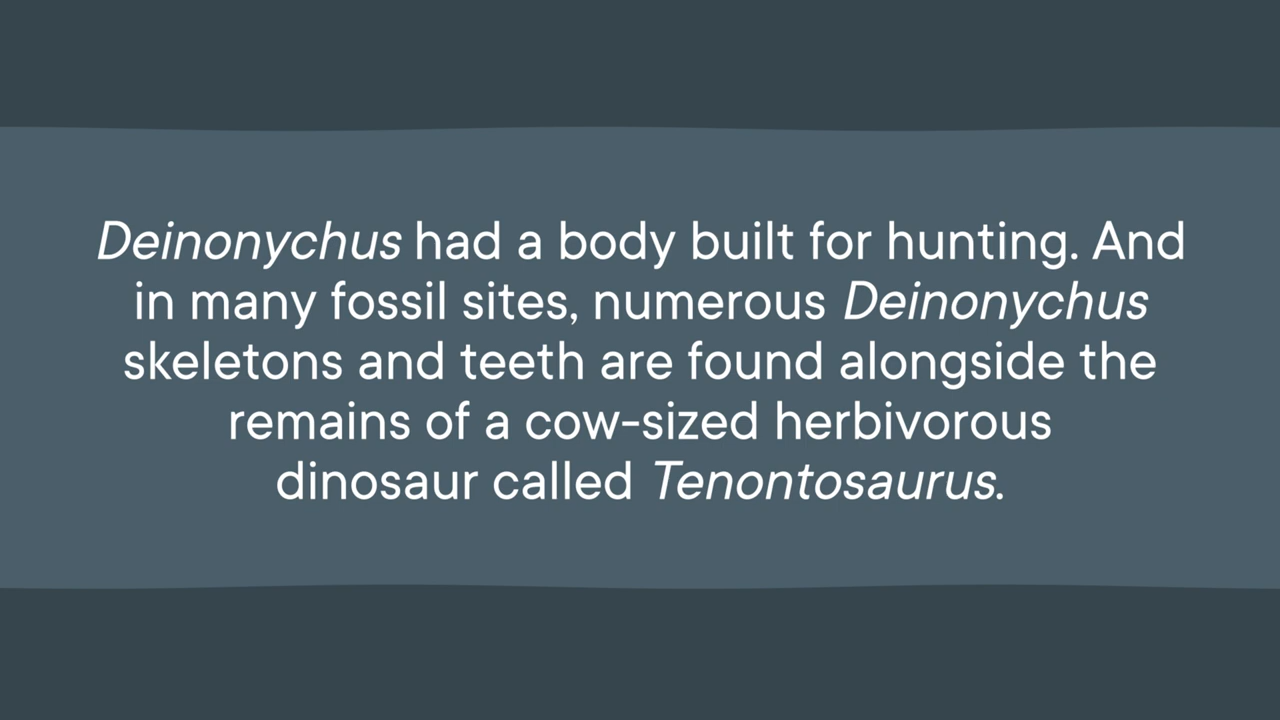 Deinonychus had a body built for hunting. And
in many fossil sites, numerous Deinonychus
skeletons and teeth are found alongside the
remains of a cow-sized herbivorous
dinosaur called Tenontosaurus.